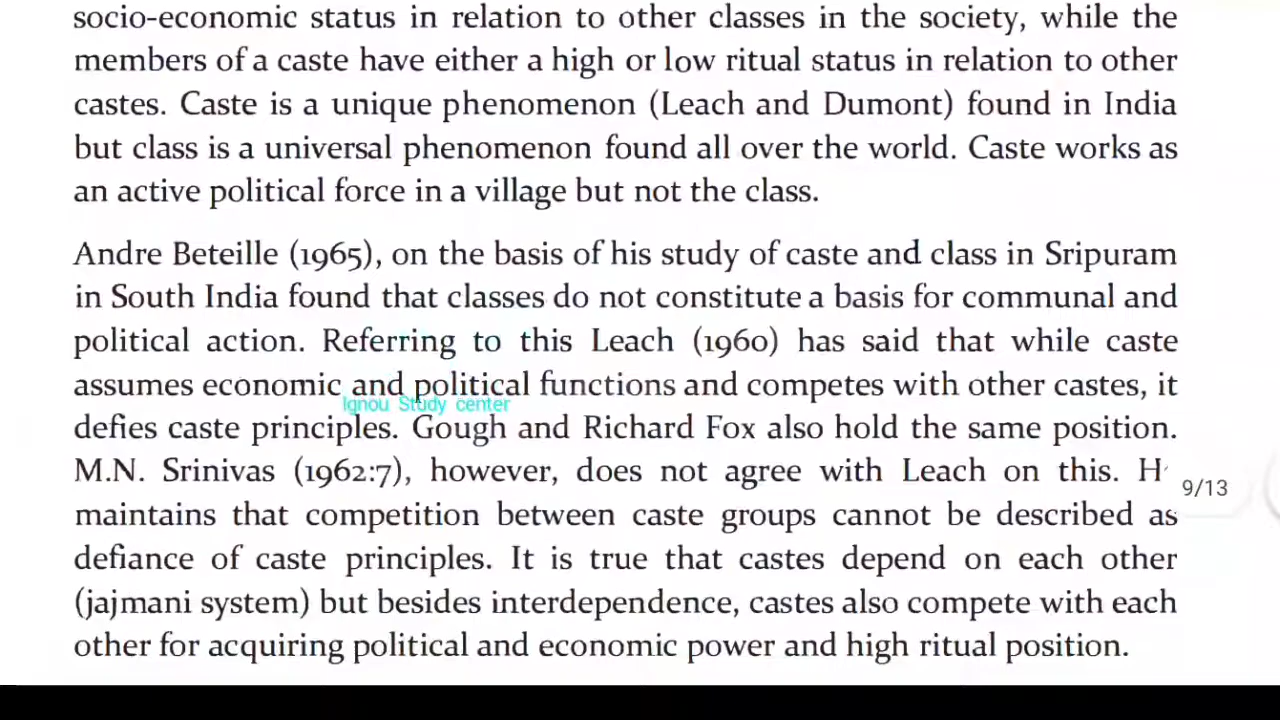 socio-economic status in relation to other classes in the society, while the
members of a caste have either a high or low ritual status in relation to other
castes. Caste is a unique phenomenon (Leach and Dumont) found in India
but class is a universal phenomenon found all over the world. Caste works as
an active political force in a village but not the class.
Andre Beteille (1965), on the basis of his study of caste and class in Sripuram
in South India found that classes do not constitute a basis for communal and
political action. Referring to this Leach (1960) has said that while caste
assumes economic and political functions and competes with other castes, it
Ignou Study center
defies caste principles. Gough and Richard Fox also hold the same position.
M.N. Srinivas (1962:7), however, does not agree with Leach on this. H
9/13
maintains that competition between caste groups cannot be described as
defiance of caste principles. It is true that castes depend on each other
(jajmani system) but besides interdependence, castes also compete with each
other for acquiring political and economic power and high ritual position.